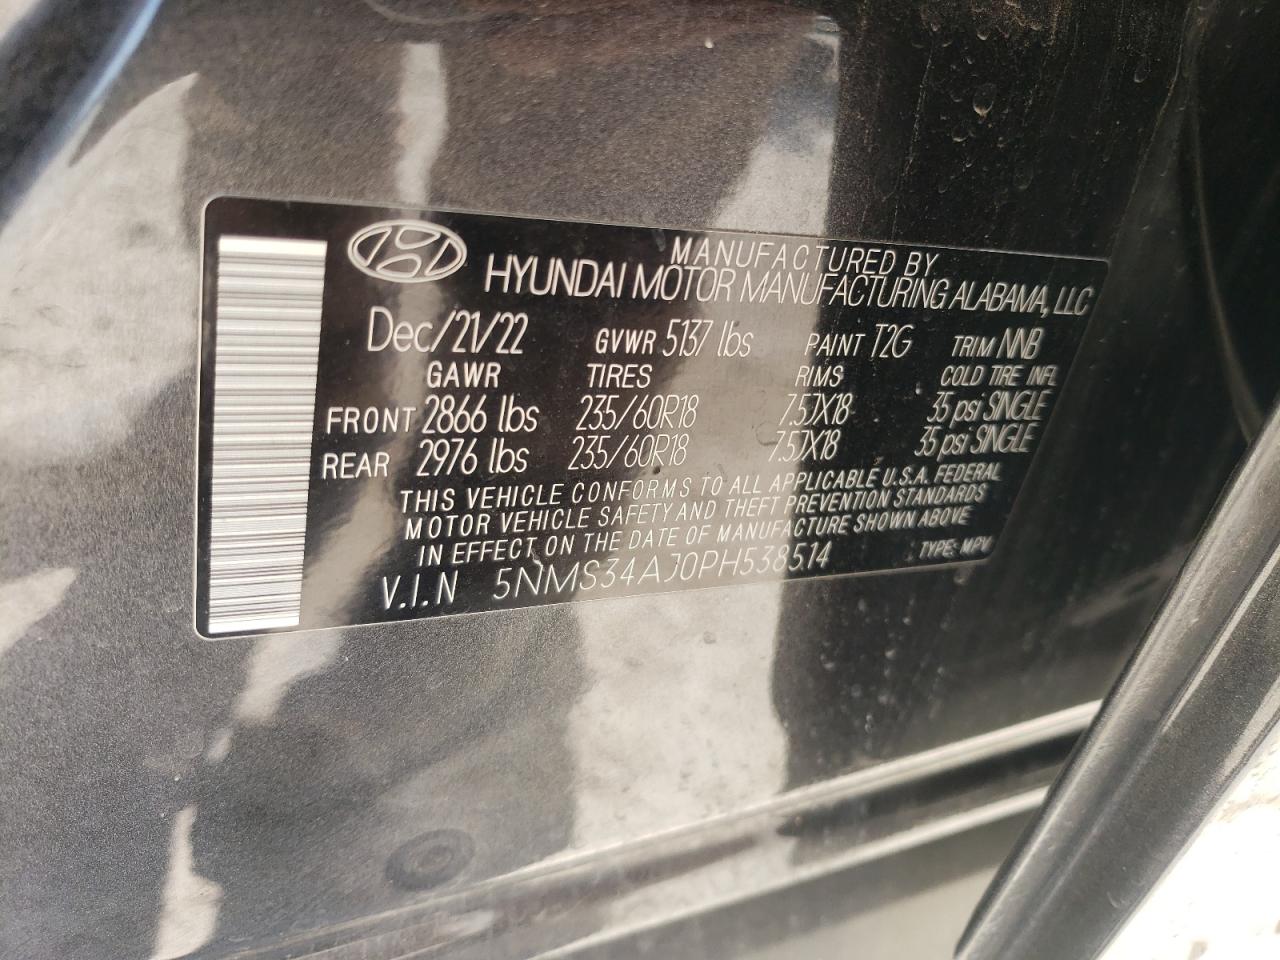 MANUFACTURED BY
HYUNDAI MOTOR MANUFACTURING ALABAMA, LLC
Dec/21/22 GVWR 5137 lbs PAINT T2G TRIM NNB
GAWR TIRES RIMS COLD TIRE INFL
FRONT 2866 lbs 235/60R18 7.5JX18 35 psi SINGLE
REAR 2976 lbs 235/60R18 7.5JX18 35 psi SINGLE
THIS VEHICLE CONFORMS TO ALL APPLICABLE U.S.A. FEDERAL
MOTOR VEHICLE SAFETY AND THEFT PREVENTION STANDARDS
IN EFFECT ON THE DATE OF MANUFACTURE SHOWN ABOVE
V.I.N 5NMS34AJ0PH538514 TYPE: MPV